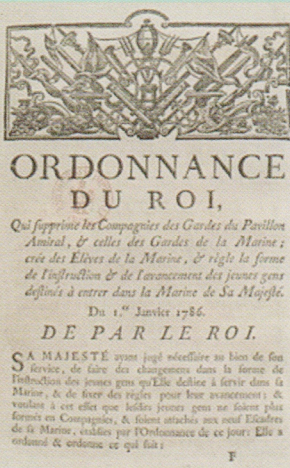 ORDONNANCE
DU ROI,
Qui supprime les Compagnies des Gardes du Pavillon
Amiral, & celles des Gardes de la Marine ;
crée des Elèves de la Marine, & règle la forme
de l'instruction & de l'avancement des jeunes gens
destinés à entrer dans la Marine de Sa Majesté.
Du 1.er Janvier 1786.
DE PAR LE ROI.
SA MAJESTÉ ayant jugé nécessaire au bien de son
service, de faire des changemens dans la forme de
l'instruction des jeunes gens qu'Elle destine à servir dans sa
Marine, & de fixer des règles pour leur avancement ; &
voulant à cet effet que lesdits jeunes gens ne soient plus
formés en Compagnies, & soient attachés aux neuf Escadres
de sa Marine, établies par l'Ordonnance de ce jour : Elle a
ordonné & ordonne ce qui suit :
F